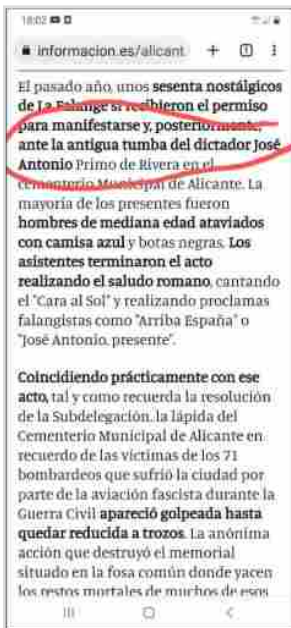 18:02
informacion.es/alicant
El pasado año, unos sesenta nostálgicos
de La Falange sí recibieron el permiso
para manifestarse y, posteriormente,
ante la antigua tumba del dictador José
Antonio Primo de Rivera en el
cementerio Municipal de Alicante. La
mayoría de los presentes fueron
hombres de mediana edad ataviados
con camisa azul y botas negras. Los
asistentes terminaron el acto
realizando el saludo romano, cantando
el "Cara al Sol" y realizando proclamas
falangistas como "Arriba España" o
"José Antonio, presente".
Coincidiendo prácticamente con ese
acto, tal y como recuerda la resolución
de la Subdelegación, la lápida del
Cementerio Municipal de Alicante en
recuerdo de las víctimas de los 71
bombardeos que sufrió la ciudad por
parte de la aviación fascista durante la
Guerra Civil apareció golpeada hasta
quedar reducida a trozos. La anónima
acción que destruyó el memorial
situado en la fosa común donde yacen
los restos mortales de muchos de esos